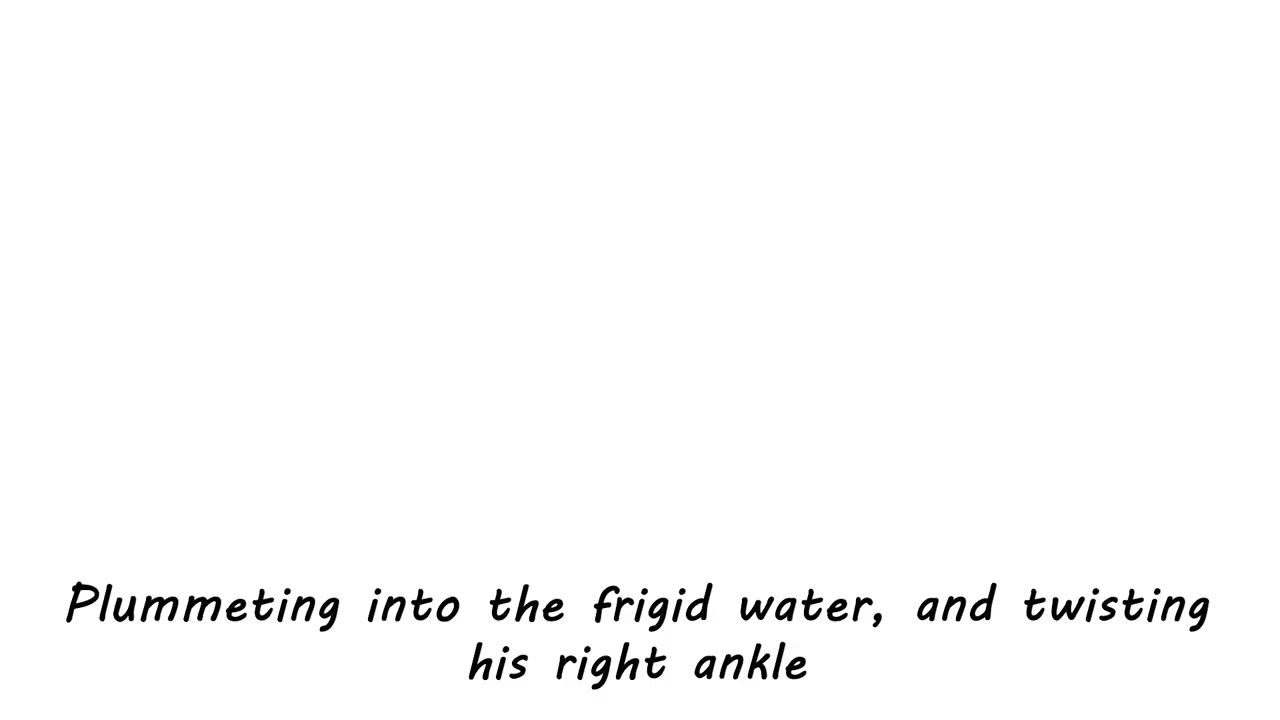 Plummeting into the frigid water, and twisting
his right ankle